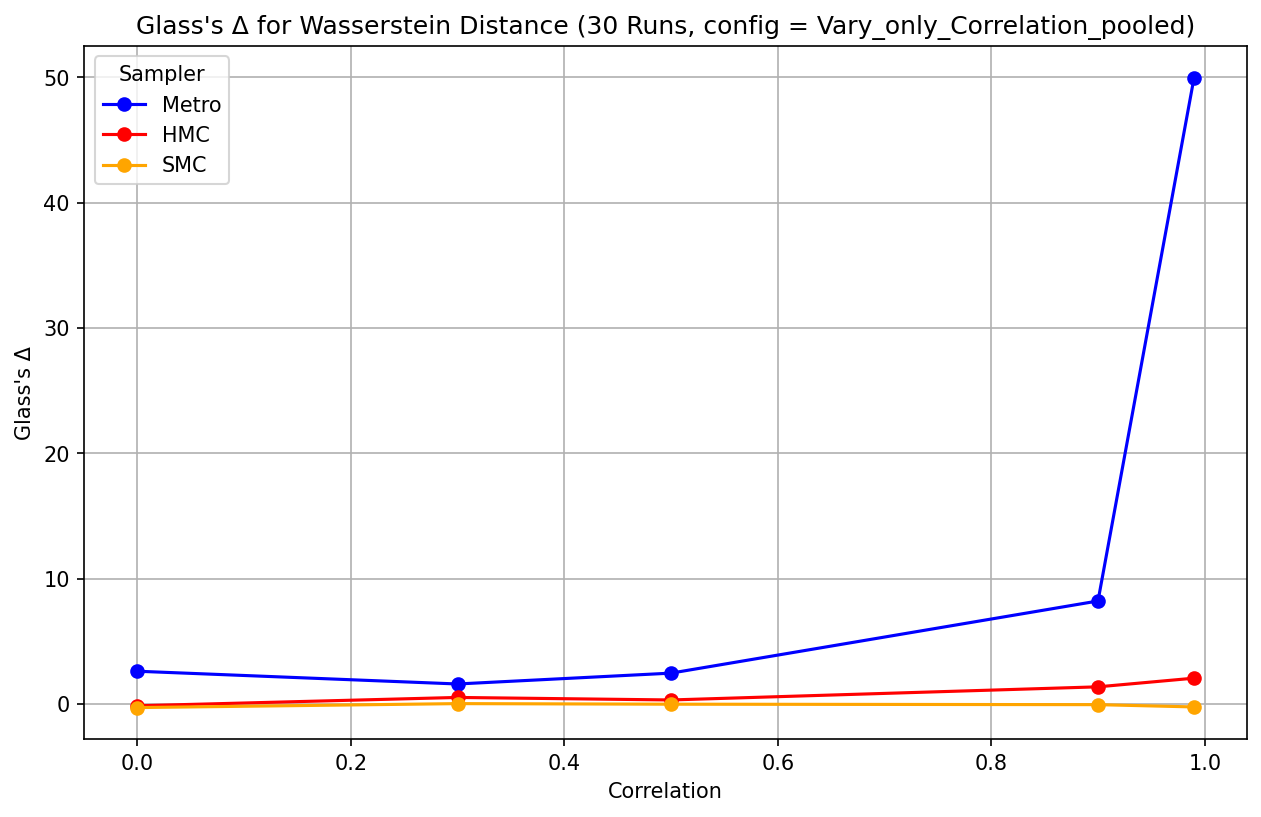 Glass's Δ for Wasserstein Distance (30 Runs, config = Vary_only_Correlation_pooled)
Sampler
Metro
HMC
SMC
Glass's Δ
50
40
30
20
10
0
0.0 0.2 0.4 0.6 0.8 1.0
Correlation